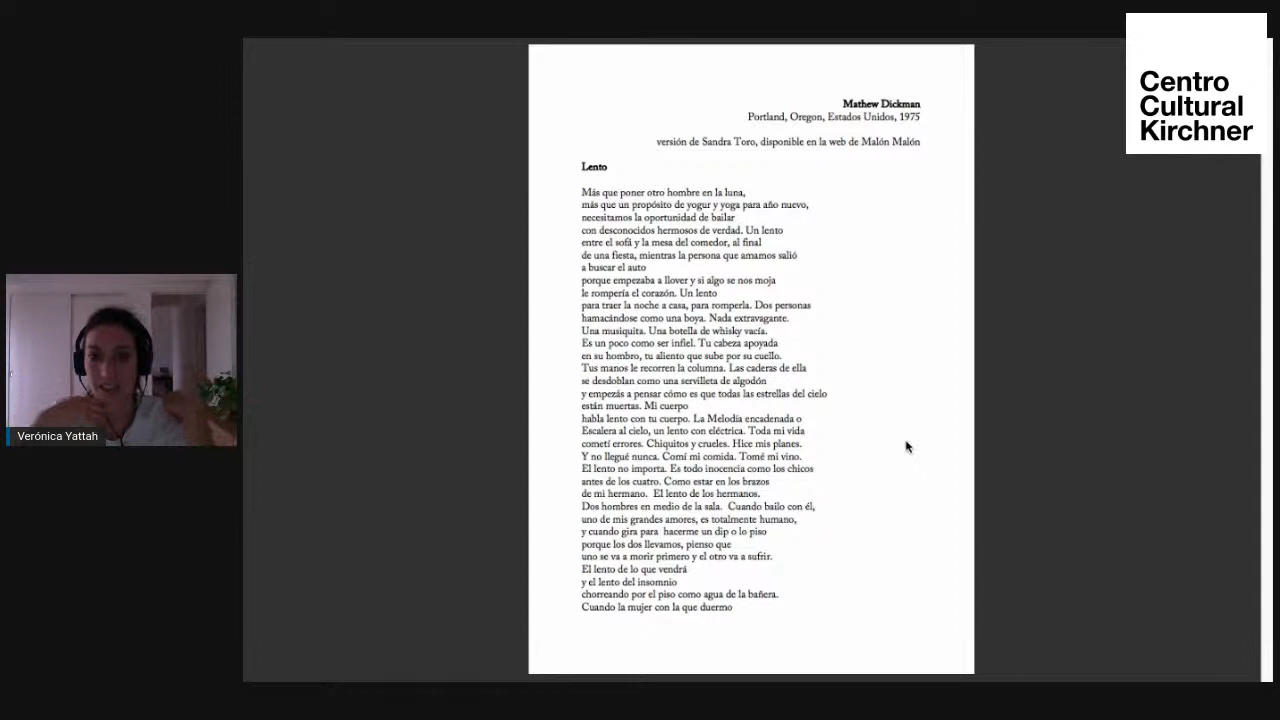 Centro
Cultural
Kirchner
Mathew Dickman
Portland, Oregon, Estados Unidos, 1975
versión de Sandra Toro, disponible en la web de Malón Malón
Lento
Más que poner otro hombre en la luna,
más que un propósito de yogur y yoga para año nuevo,
necesitamos la oportunidad de bailar
con desconocidos hermosos de verdad. Un lento
entre el sofá y la mesa del comedor, al final
de una fiesta, mientras la persona que amamos salió
a buscar el auto
porque empezaba a llover y si algo se nos moja
le rompería el corazón. Un lento
para traer la noche a casa, para romperla. Dos personas
hamacándose como una boya. Nada extravagante.
Una musiquita. Una botella de whisky vacía.
Es un poco como ser infiel. Tu cabeza apoyada
en su hombro, tu aliento que sube por su cuello.
Tus manos le recorren la columna. Las caderas de ella
se desdoblan como una servilleta de algodón
y empezás a pensar cómo es que todas las estrellas del cielo
están muertas. Mi cuerpo
habla lento con tu cuerpo. La Melodía encadenada o
Escalera al cielo, un lento con eléctrica. Toda mi vida
cometí errores. Chiquitos y crueles. Hice mis planes.
Y no llegué nunca. Comí mi comida. Tomé mi vino.
El lento no importa. Es todo inocencia como los chicos
antes de los cuatro. Como estar en los brazos
de mi hermano.  El lento de los hermanos.
Dos hombres en medio de la sala.  Cuando bailo con él,
uno de mis grandes amores, es totalmente humano,
y cuando gira para  hacerme un dip o lo piso
porque los dos llevamos, pienso que
uno se va a morir primero y el otro va a sufrir.
El lento de lo que vendrá
y el lento del insomnio
chorreando por el piso como agua de la bañera.
Cuando la mujer con la que duermo
Verónica Yattah